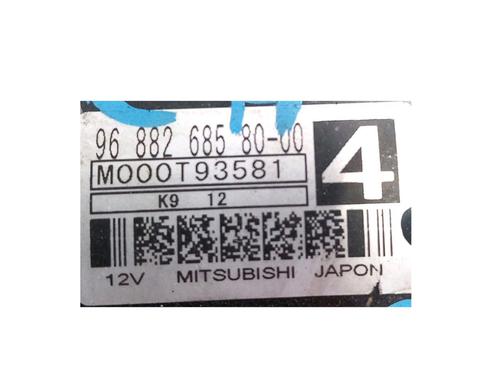 96 882 685 80-00
M000T93581
4
K9 12
12V MITSUBISHI JAPON